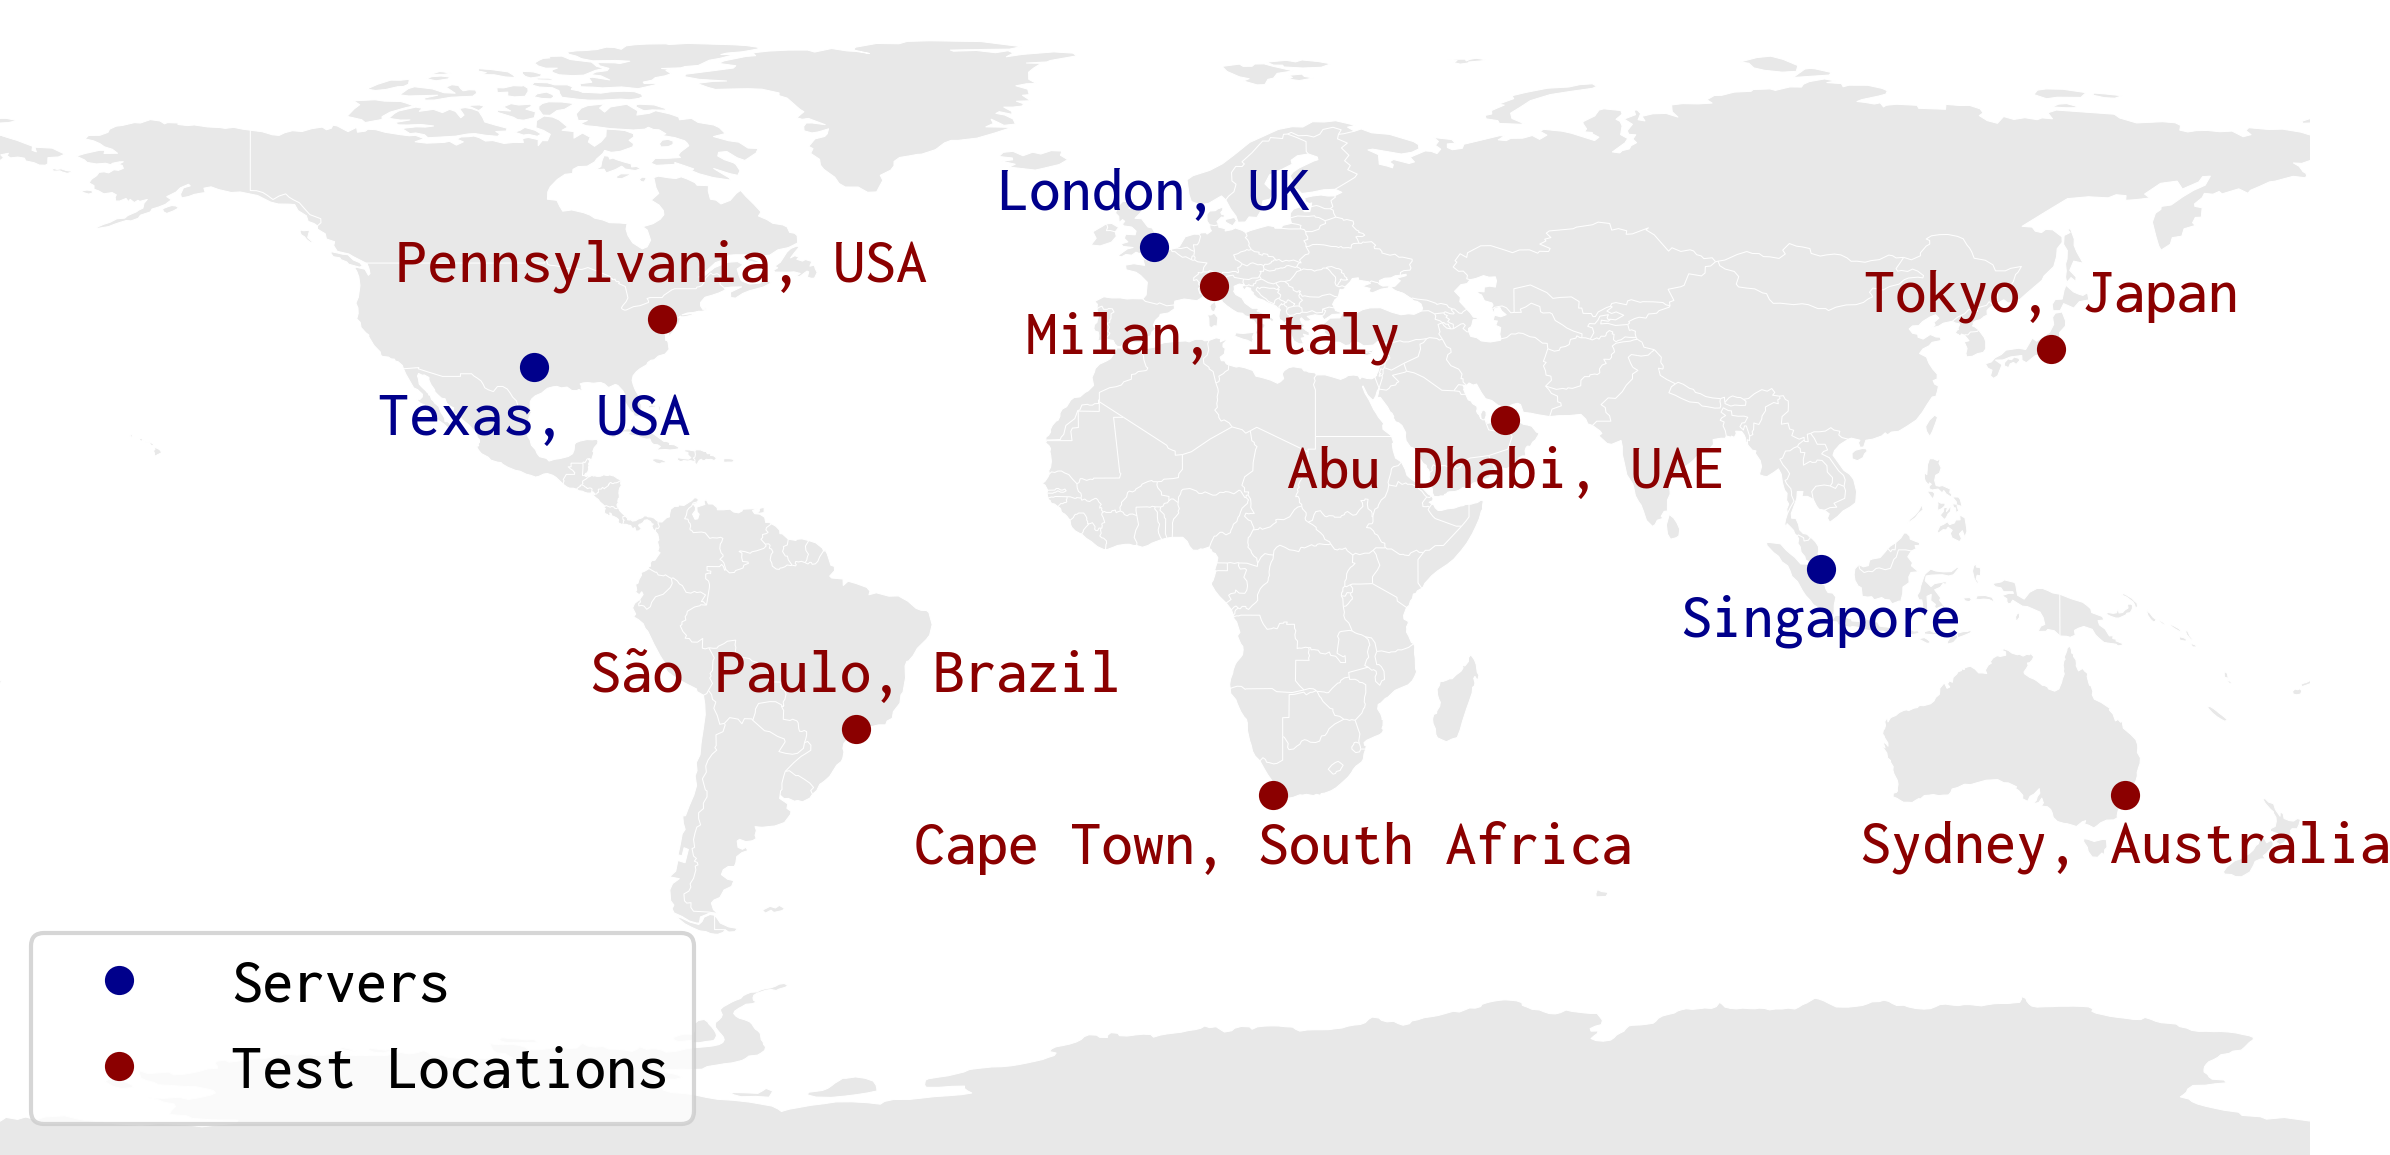 London, UK
Pennsylvania, USA
Tokyo, Japan
Milan, Italy
Texas, USA
Abu Dhabi, UAE
Singapore
São Paulo, Brazil
Cape Town, South Africa
Sydney, Australia
Servers
Test Locations